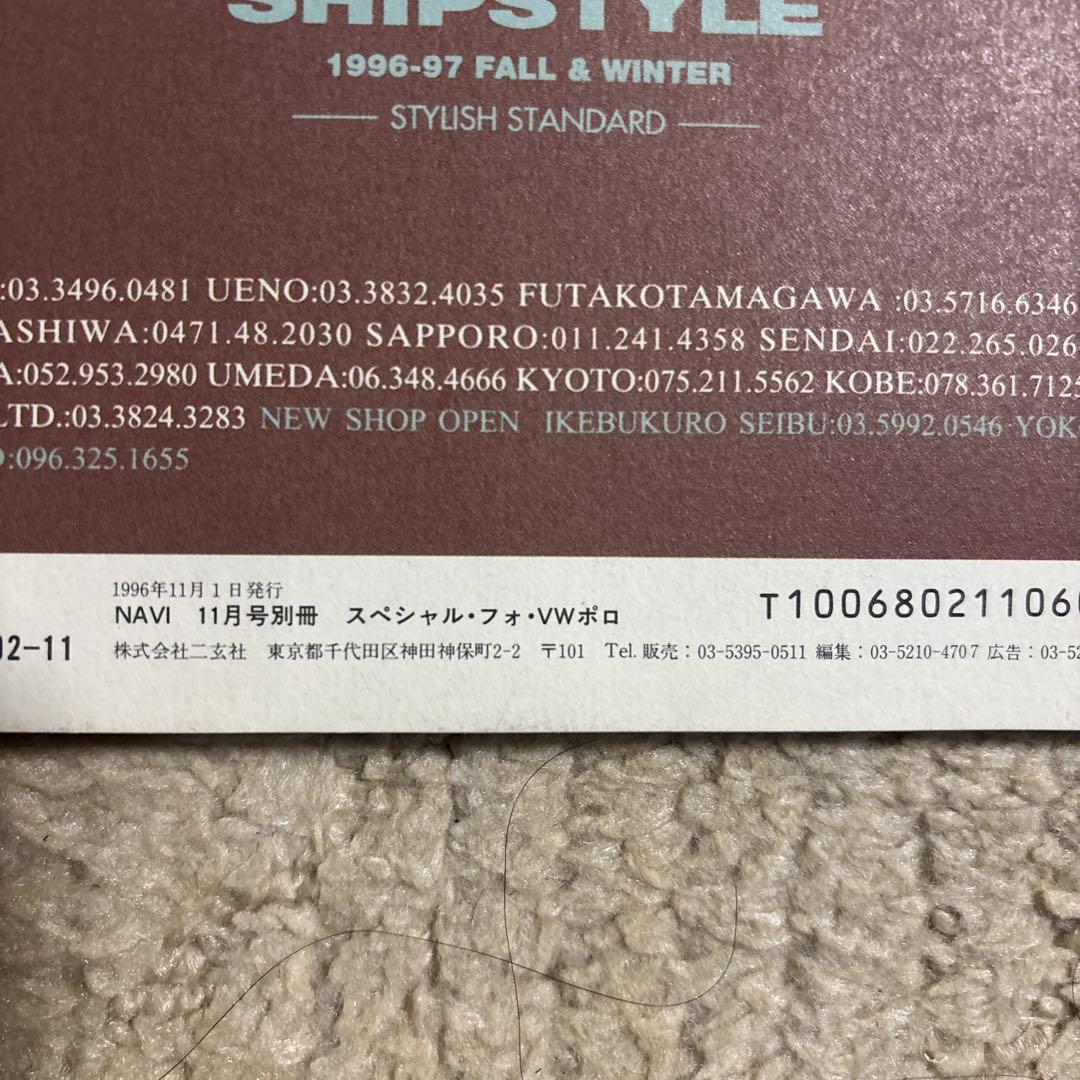 SHIPSTYLE
1996-97 FALL & WINTER
STYLISH STANDARD
:03.3496.0481 UENO:03.3832.4035 FUTAKOTAMAGAWA :03.5716.6346
ASHIWA:0471.48.2030 SAPPORO:011.241.4358 SENDAI:022.265.026
A:052.953.2980 UMEDA:06.348.4666 KYOTO:075.211.5562 KOBE:078.361.7125
LTD.:03.3824.3283 NEW SHOP OPEN IKEBUKURO SEIBU:03.5992.0546 YOK
:096.325.1655
1996年11月1日発行
NAVI 11月号別冊 スペシャル・フォ・VWポロ
T100680211060
02-11
株式会社二玄社 東京都千代田区神田神保町2-2 〒101 Tel.販売:03-5395-0511 編集:03-5210-4707 広告:03-52